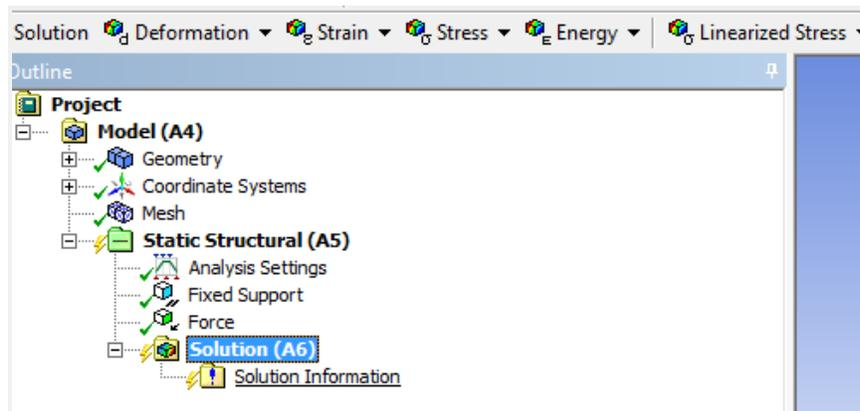 Solution Deformation Strain Stress Energy Linearized Stress
Outline
Project
Model (A4)
Geometry
Coordinate Systems
Mesh
Static Structural (A5)
Analysis Settings
Fixed Support
Force
Solution (A6)
Solution Information